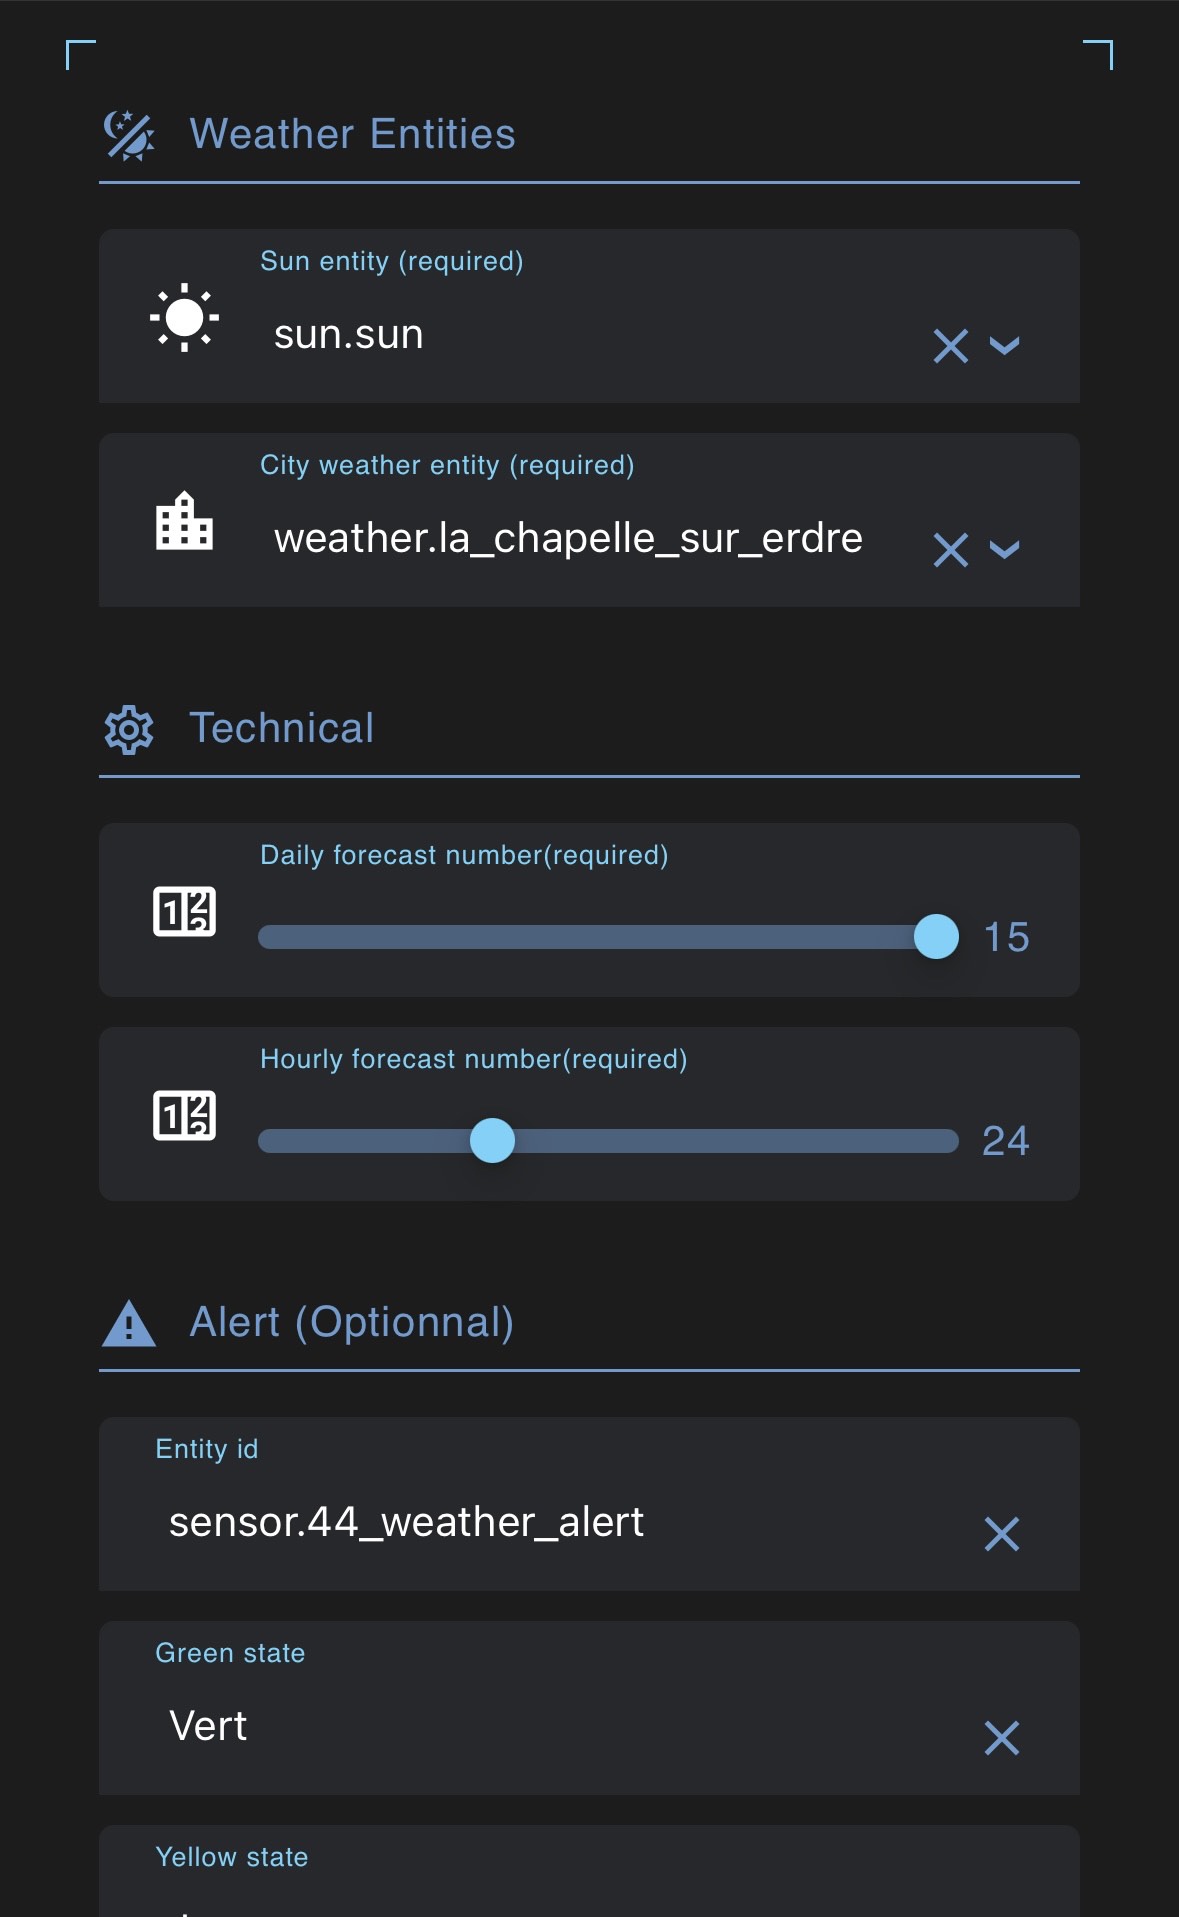 Weather Entities
Sun entity (required)
sun.sun
City weather entity (required)
weather.la_chapelle_sur_erdre
Technical
Daily forecast number(required)
15
Hourly forecast number(required)
24
Alert (Optionnal)
Entity id
sensor.44_weather_alert
Green state
Vert
Yellow state